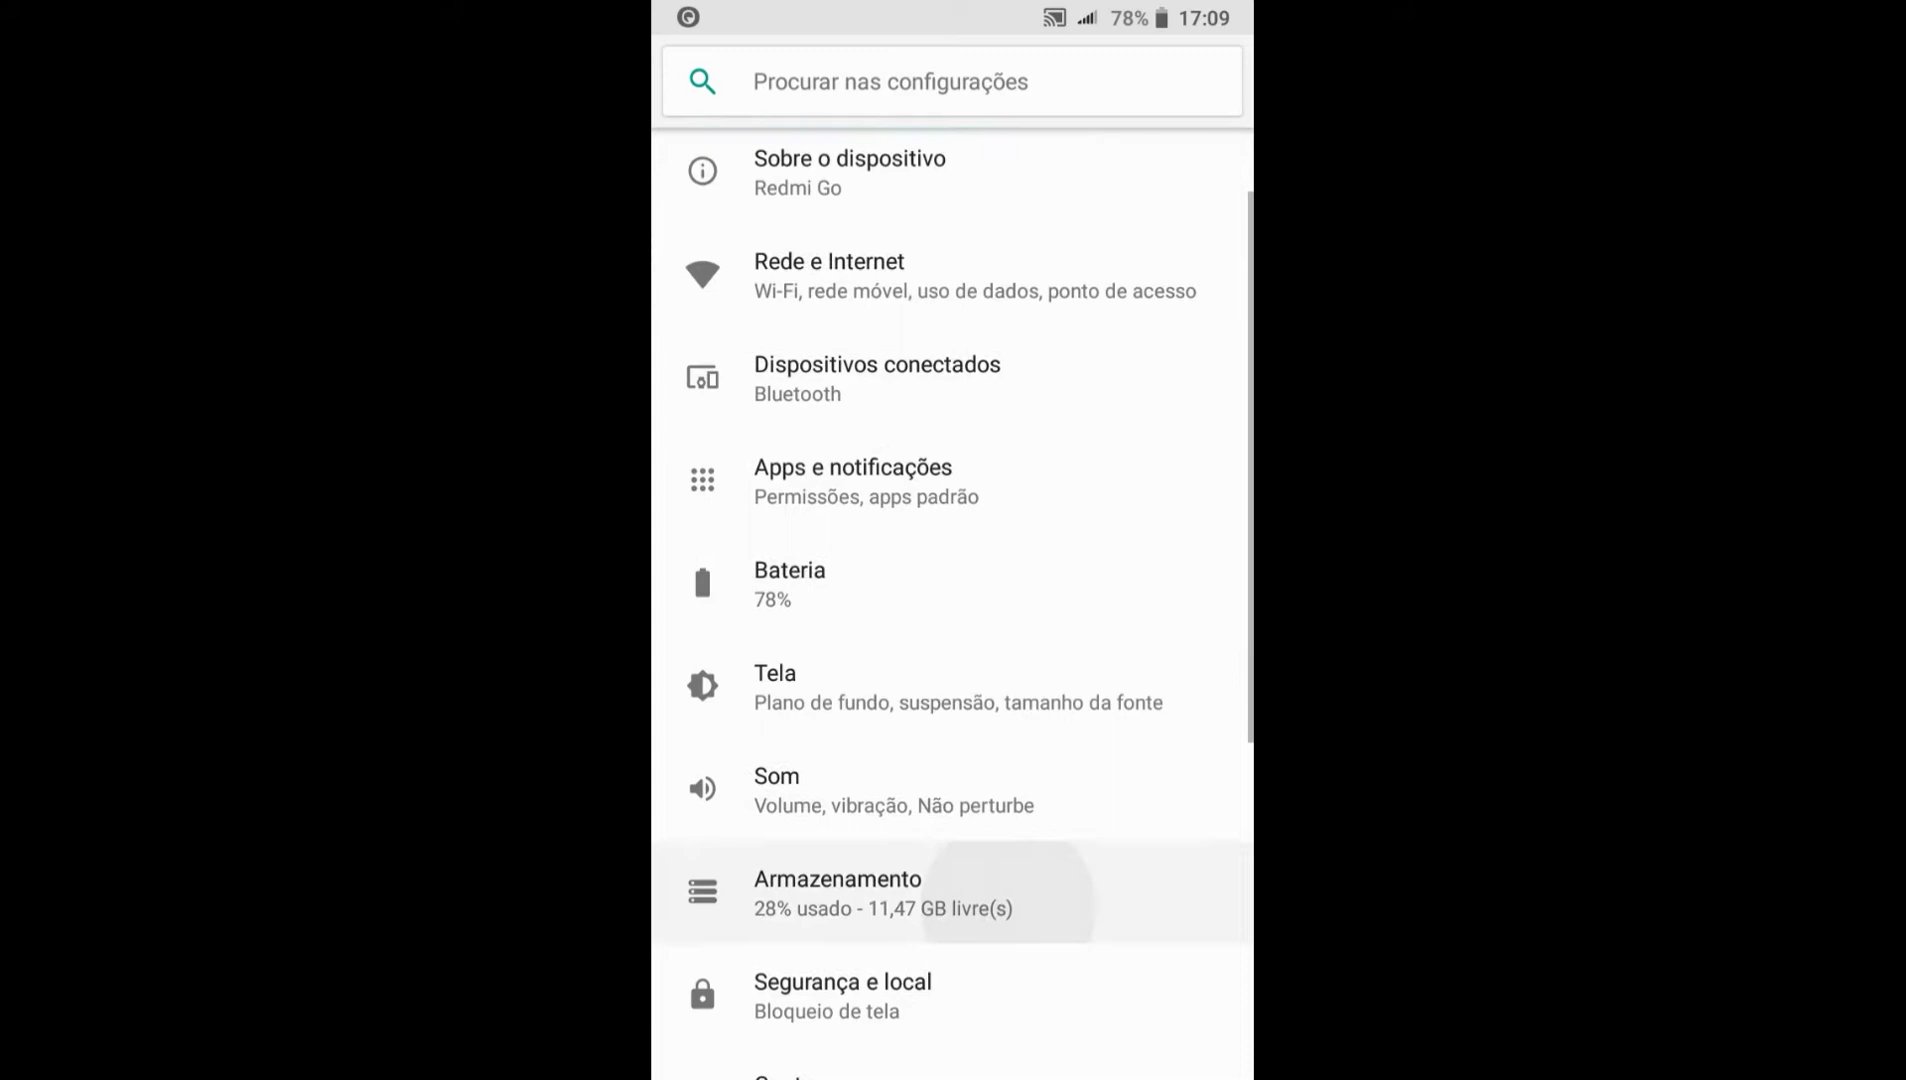 78% 17:09
Procurar nas configurações
Sobre o dispositivo
Redmi Go
Rede e Internet
Wi-Fi, rede móvel, uso de dados, ponto de acesso
Dispositivos conectados
Bluetooth
Apps e notificações
Permissões, apps padrão
Bateria
78%
Tela
Plano de fundo, suspensão, tamanho da fonte
Som
Volume, vibração, Não perturbe
Armazenamento
28% usado - 11,47 GB livre(s)
Segurança e local
Bloqueio de tela